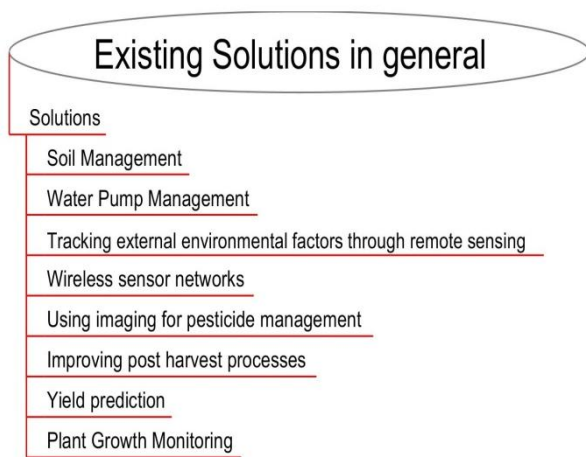 Existing Solutions in general
Solutions
Soil Management
Water Pump Management
Tracking external environmental factors through remote sensing
Wireless sensor networks
Using imaging for pesticide management
Improving post harvest processes
Yield prediction
Plant Growth Monitoring